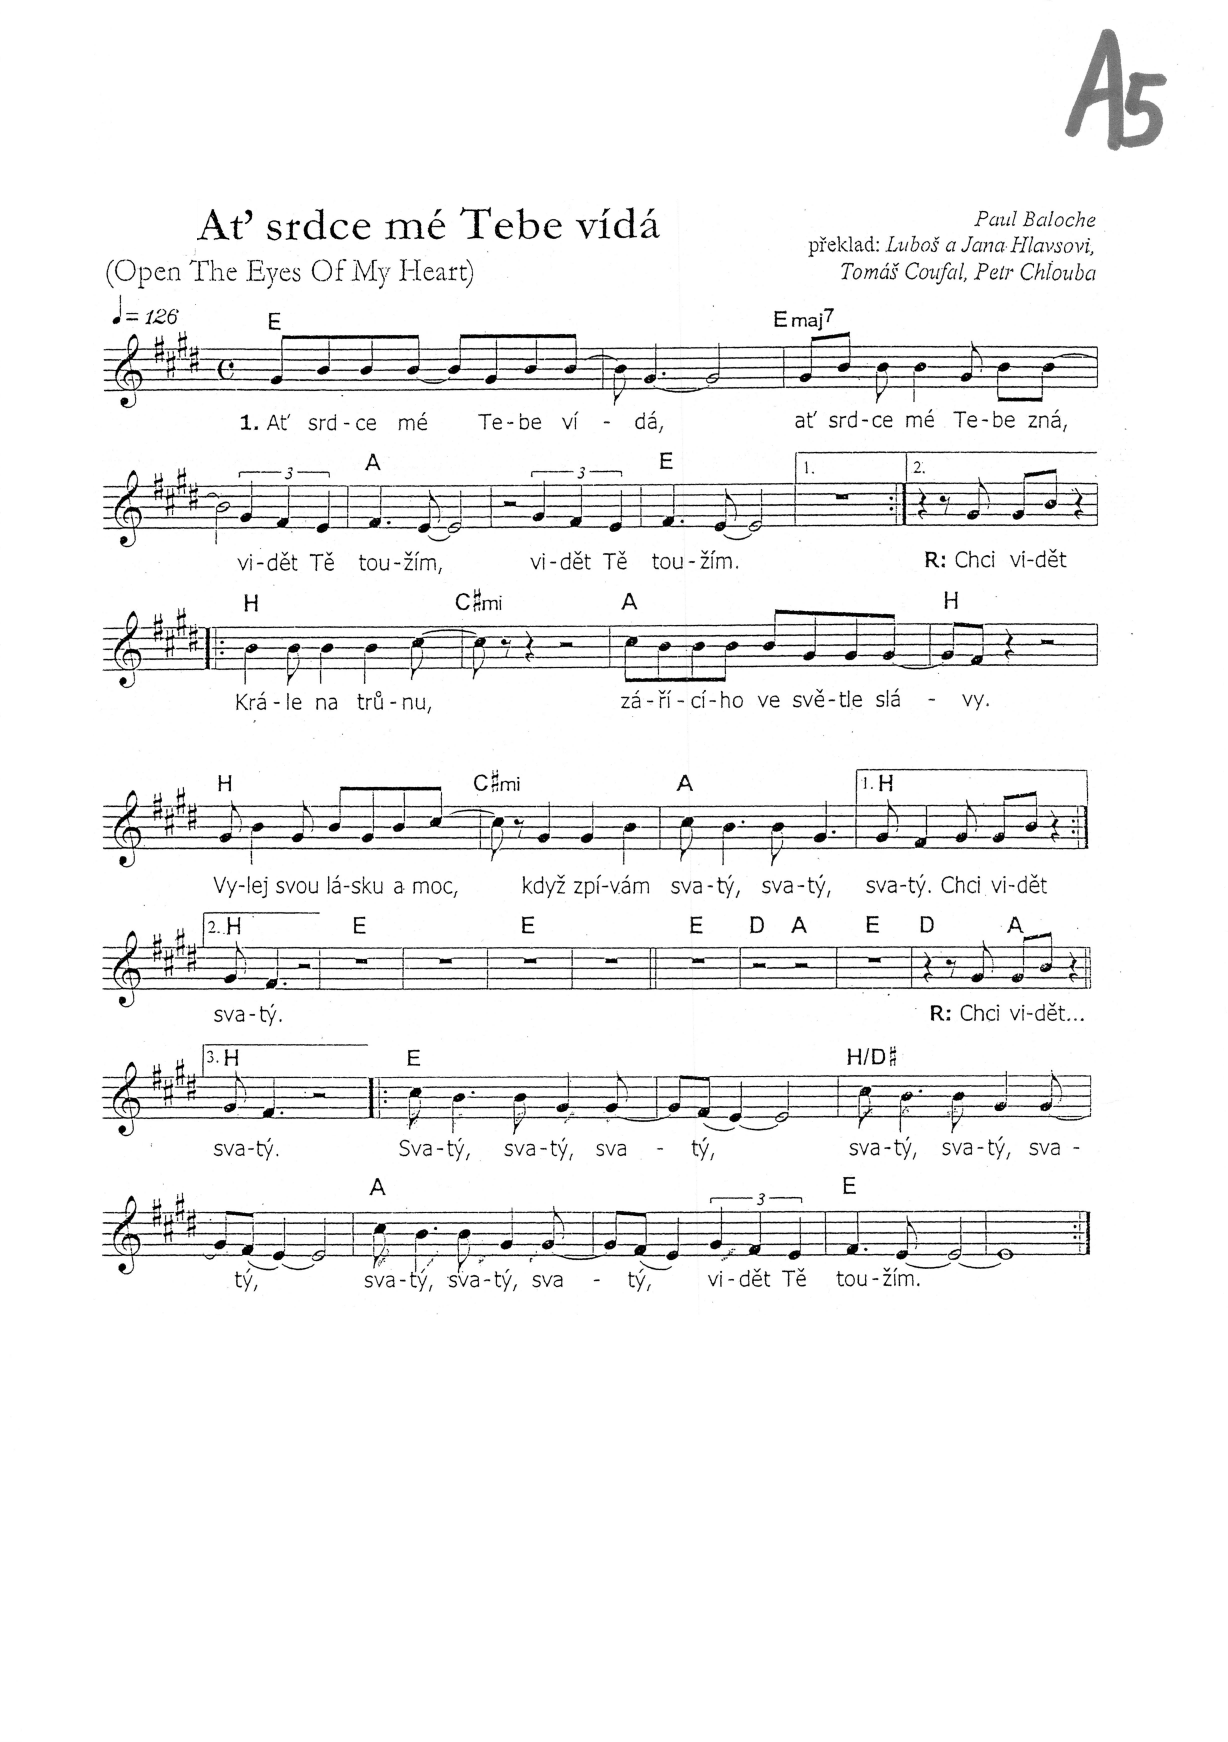 A5
Ať srdce mé Tebe vídá
(Open The Eyes Of My Heart)
Paul Baloche
překlad: Luboš a Jana Hlavsovi,
Tomáš Coufal, Petr Chlouba
= 126
E Emaj7
1. Ať srd-ce mé Te-be ví - dá, ať srd-ce mé Te-be zná,
3 A 3 E 1. 2.
vi-dět Tě tou-žím, vi-dět Tě tou-žím. R: Chci vi-dět
H C#mi A H
Krá-le na trů-nu, zá-ří-cí-ho ve svě-tle slá - vy.
H C#mi A 1. H
Vy-lej svou lá-sku a moc, když zpí-vám sva-tý, sva-tý, sva-tý. Chci vi-dět
2. H E E E D A E D A
sva-tý. R: Chci vi-dět...
3. H E H/D#
sva-tý. Sva-tý, sva-tý, sva - tý, sva-tý, sva-tý, sva -
A 3 E
tý, sva-tý, sva-tý, sva - tý, vi-dět Tě tou-žím.